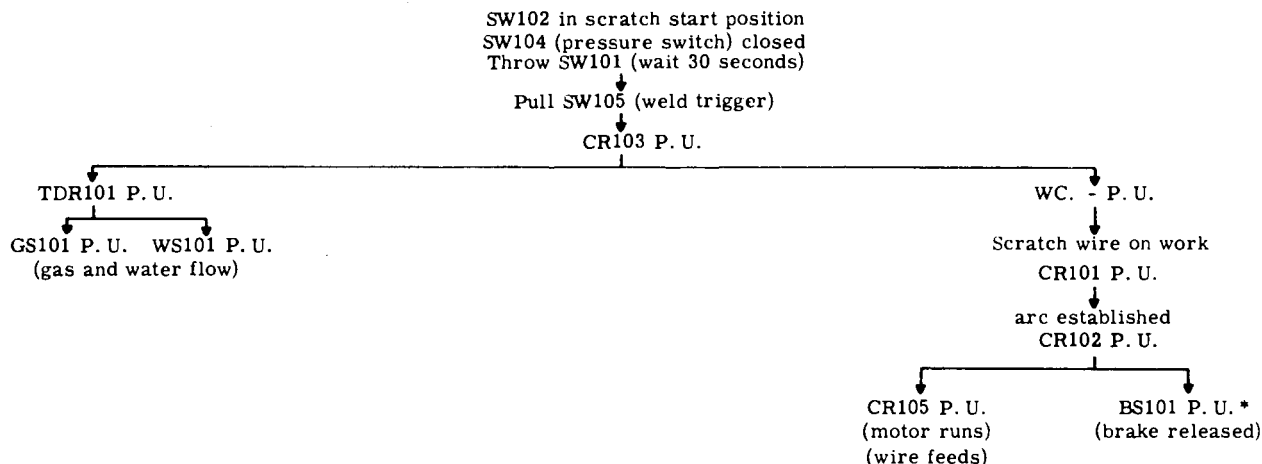 SW102 in scratch start position
SW104 (pressure switch) closed
Throw SW101 (wait 30 seconds)
Pull SW105 (weld trigger)
CR103 P. U.
TDR101 P. U.
WC. - P. U.
GS101 P. U. WS101 P. U.
(gas and water flow)
Scratch wire on work
CR101 P. U.
arc established
CR102 P. U.
CR105 P. U.
(motor runs)
(wire feeds)
BS101 P. U. *
(brake released)